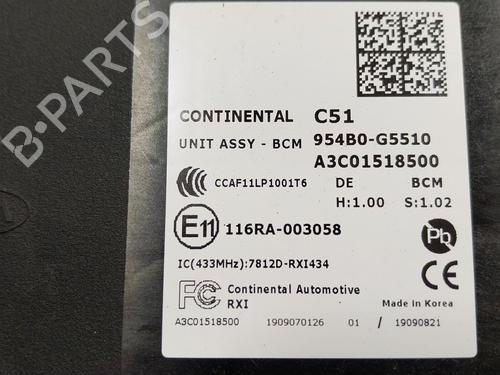 B-PARTS
CONTINENTAL C51
UNIT ASSY - BCM 954B0-G5510
A3C01518500
CCAF11LP1001T6 DE BCM
H:1.00 S:1.02
E11 116RA-003058
Pb
IC(433MHz):7812D-RXI434
FC Continental Automotive
RXI
CE
Made in Korea
A3C01518500 1909070126 01 / 19090821